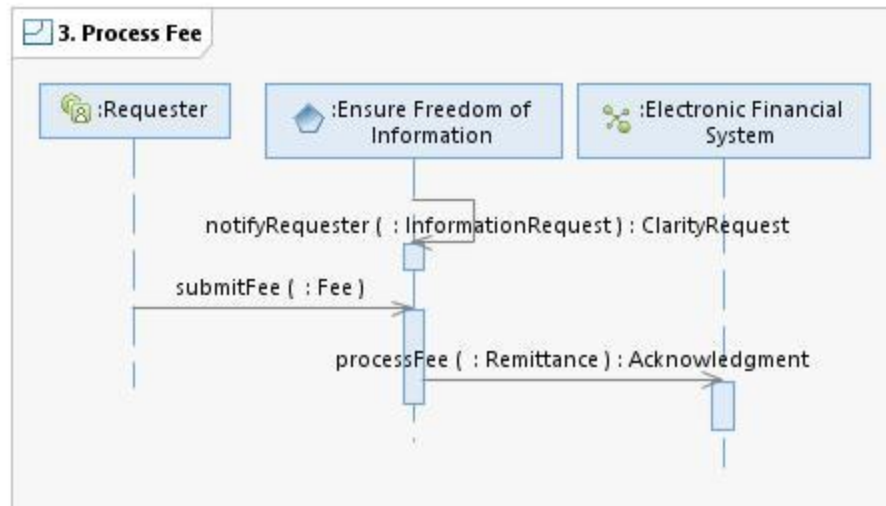 3. Process Fee
:Requester
:Ensure Freedom of
Information
:Electronic Financial
System
notifyRequester ( : InformationRequest ) : ClarityRequest
submitFee ( : Fee )
processFee ( : Remittance ) : Acknowledgment